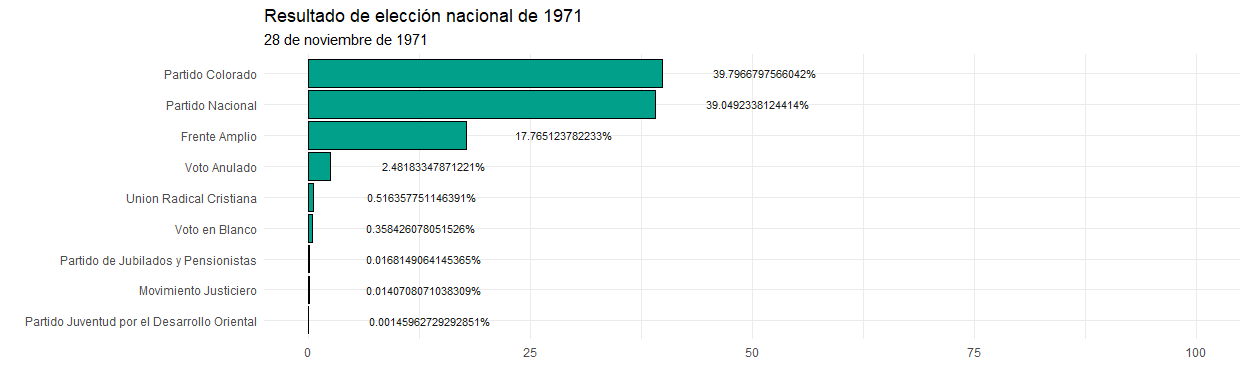 Resultado de elección nacional de 1971
28 de noviembre de 1971
Partido Colorado 39.7966797566042%
Partido Nacional 39.0492338124414%
Frente Amplio 17.765123782233%
Voto Anulado 2.48183347871221%
Union Radical Cristiana 0.516357751146391%
Voto en Blanco 0.358426078051526%
Partido de Jubilados y Pensionistas 0.0168149064145365%
Movimiento Justiciero 0.0140708071038309%
Partido Juventud por el Desarrollo Oriental 0.00145962729292851%
0 25 50 75 100